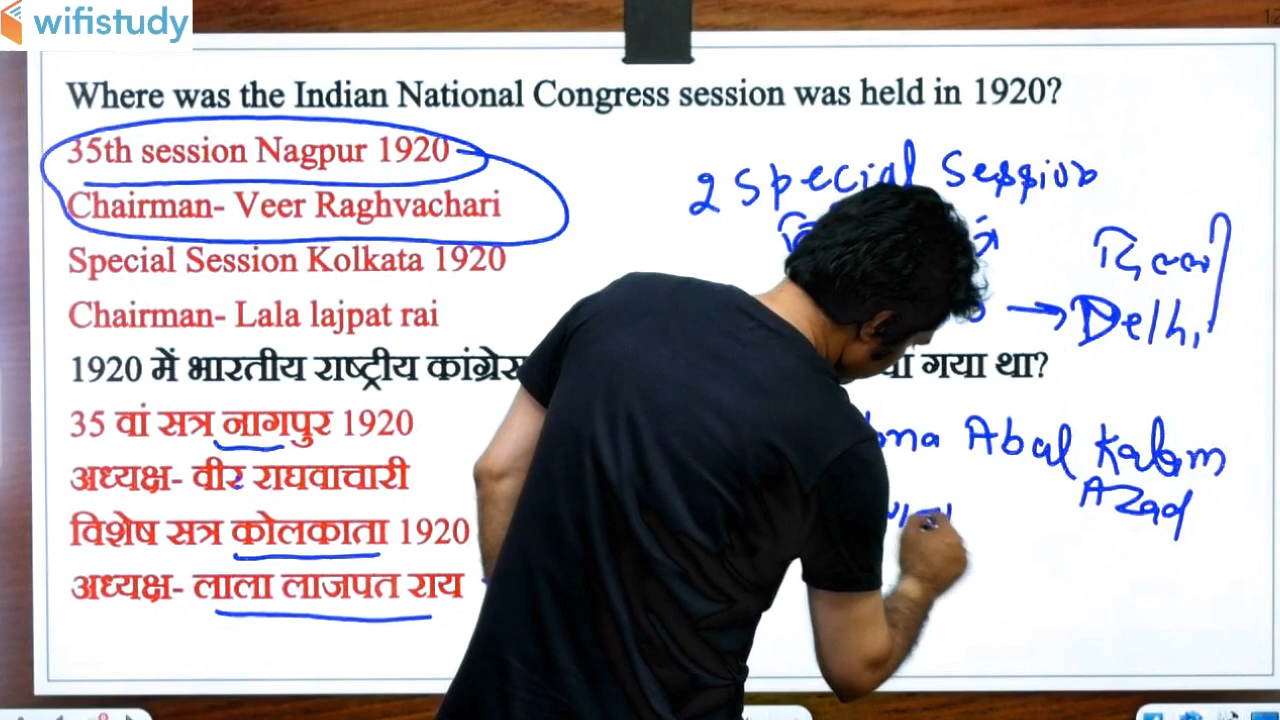 wifistudy
Where was the Indian National Congress session was held in 1920?
35th session Nagpur 1920
Chairman- Veer Raghvachari
Special Session Kolkata 1920
Chairman- Lala lajpat rai
1920 में भारतीय राष्ट्रीय कांग्रेस गया था?
35 वां सत्र नागपुर 1920
अध्यक्ष- वीर राघवाचारी
विशेष सत्र कोलकाता 1920
अध्यक्ष- लाला लाजपत राय
2 Special Session
दिल्ली
→ Delhi
Abal Kalam
Azad